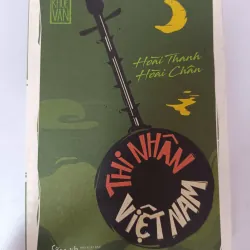 Hoài Thanh
Hoài Chân
THI NHÂN
VIỆT NAM